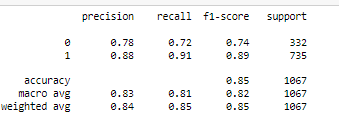 precision recall f1-score support
0 0.78 0.72 0.74 332
1 0.88 0.91 0.89 735
accuracy 0.85 1067
macro avg 0.83 0.81 0.82 1067
weighted avg 0.84 0.85 0.85 1067